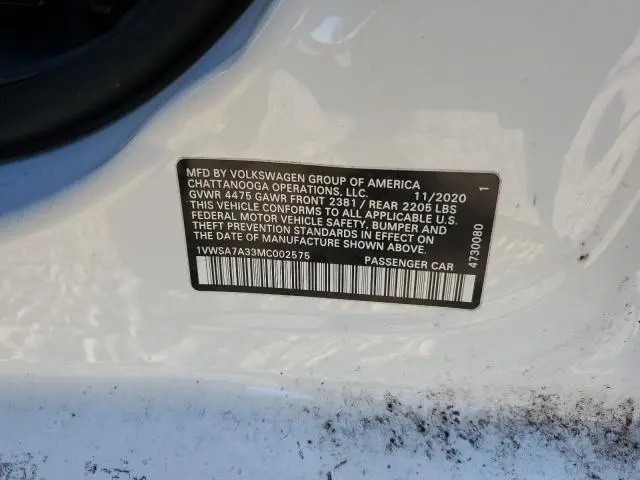 MFD BY VOLKSWAGEN GROUP OF AMERICA
CHATTANOOGA OPERATIONS, LLC. 11/2020
GVWR 4475 GAWR FRONT 2381 / REAR 2205 LBS
THIS VEHICLE CONFORMS TO ALL APPLICABLE U.S.
FEDERAL MOTOR VEHICLE SAFETY, BUMPER AND
THEFT PREVENTION STANDARDS IN EFFECT ON THE
DATE OF MANUFACTURE SHOWN ABOVE.
1VWSA7A33MC002575 PASSENGER CAR
4730080 1